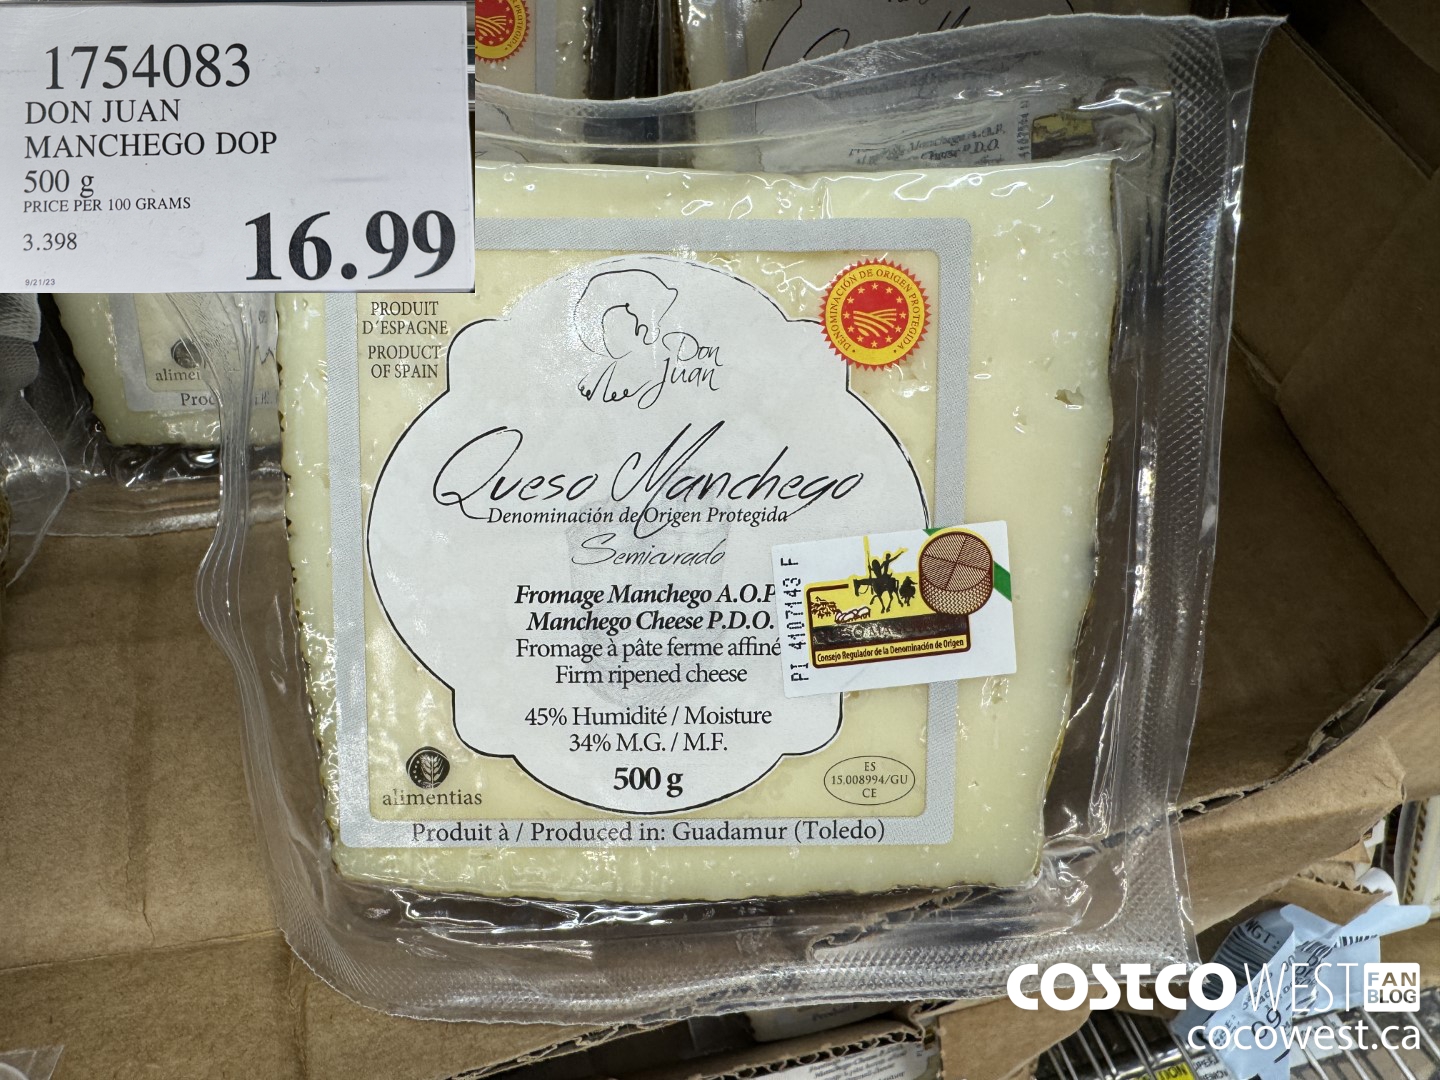 1754083
DON JUAN
MANCHEGO DOP
500 g
PRICE PER 100 GRAMS
3.398
16.99
9/21/23
PRODUIT
D'ESPAGNE
PRODUCT
OF SPAIN
Don
Juan
DENOMINACIÓN DE ORIGEN PROTEGIDA
Queso Manchego
Denominación de Origen Protegida
Semicurado
Fromage Manchego A.O.P
Manchego Cheese P.D.O.
Fromage à pâte ferme affiné
Firm ripened cheese
45% Humidité / Moisture
34% M.G. / M.F.
500 g
PI 4107143 F
Consejo Regulador de la Denominación de Origen
alimentias
ES
15.008994/GU
CE
Produit à / Produced in: Guadamur (Toledo)
COSTCO WEST FAN
BLOG
cocowest.ca